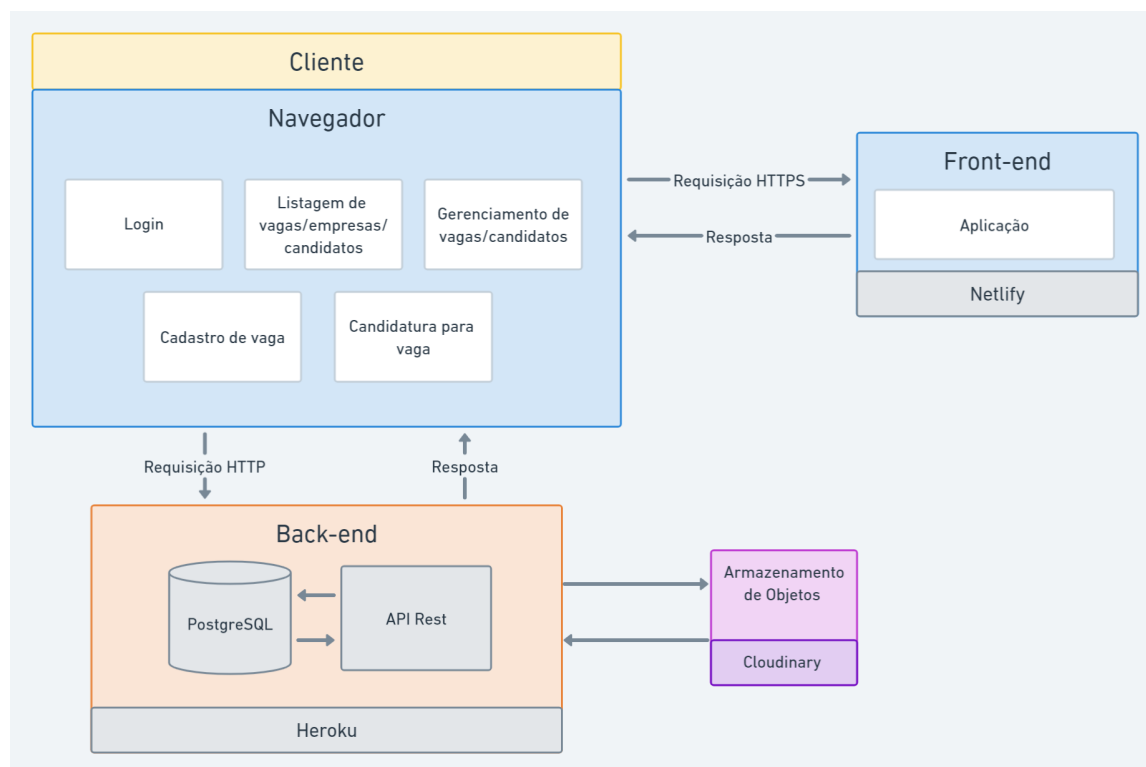 Cliente
Navegador
Login
Listagem de
vagas/empresas/
candidatos
Gerenciamento de
vagas/candidatos
Cadastro de vaga
Candidatura para
vaga
Requisição HTTPS
Resposta
Front-end
Aplicação
Netlify
Requisição HTTP
Resposta
Back-end
PostgreSQL
API Rest
Heroku
Armazenamento
de Objetos
Cloudinary